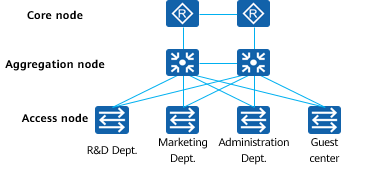 Core node
R
R
Aggregation node
Access node
R&D Dept.
Marketing
Dept.
Administration
Dept.
Guest
center